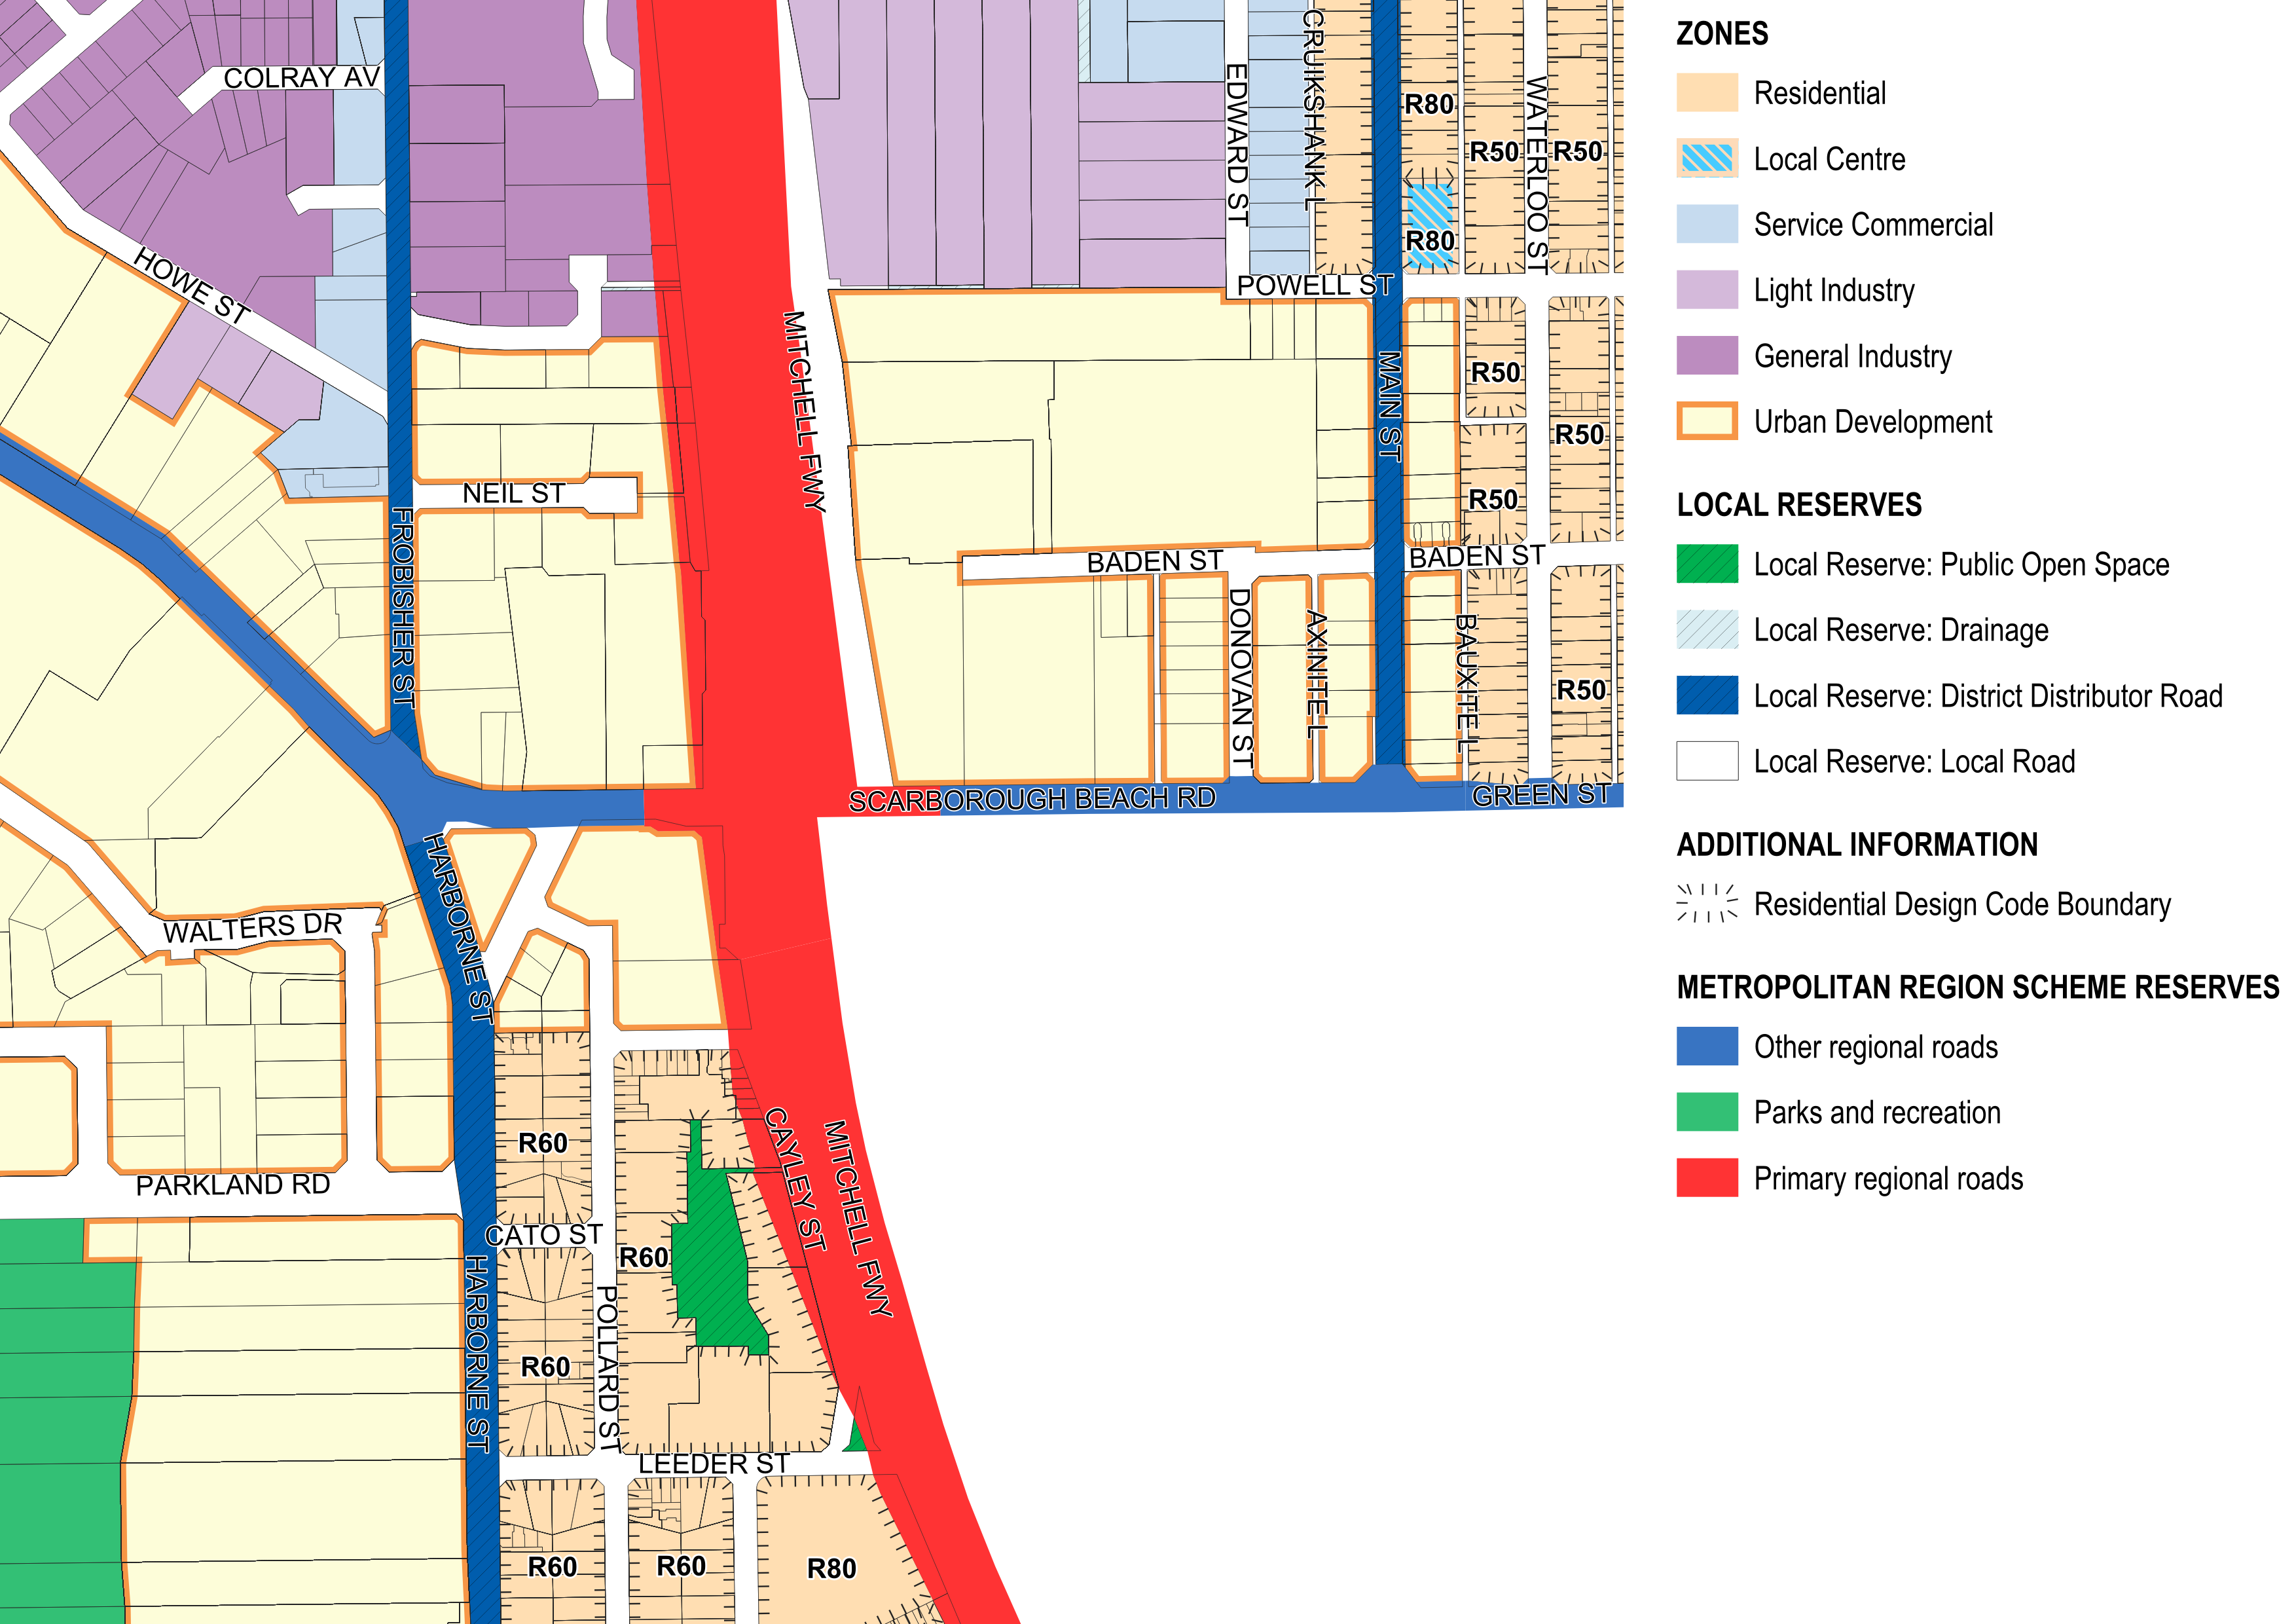 COLRAY AV
HOWE ST
FROBISHER ST
NEIL ST
MITCHELL FWY
EDWARD ST
CRUIKSHANK L
POWELL ST
MAIN ST
WATERLOO ST
R80
R50
R50
R80
R50
R50
R50
BADEN ST
BADEN ST
DONOVAN ST
AXINITE L
BAUXITE L
R50
SCARBOROUGH BEACH RD
GREEN ST
HARBORNE ST
WALTERS DR
PARKLAND RD
R60
CAYLEY ST
MITCHELL FWY
CATO ST
R60
HARBORNE ST
POLLARD ST
R60
LEEDER ST
R60
R60
R80
ZONES
Residential
Local Centre
Service Commercial
Light Industry
General Industry
Urban Development
LOCAL RESERVES
Local Reserve: Public Open Space
Local Reserve: Drainage
Local Reserve: District Distributor Road
Local Reserve: Local Road
ADDITIONAL INFORMATION
Residential Design Code Boundary
METROPOLITAN REGION SCHEME RESERVES
Other regional roads
Parks and recreation
Primary regional roads